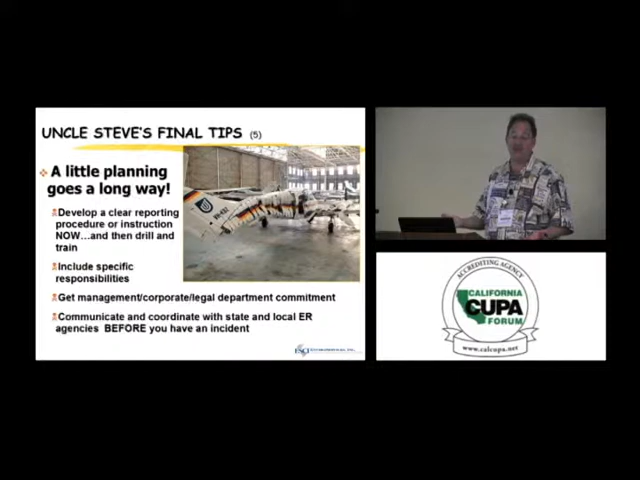 UNCLE STEVE'S FINAL TIPS (5)
A little planning
goes a long way!
Develop a clear reporting
procedure or instruction
NOW...and then drill and
train
Include specific
responsibilities
Get management/corporate/legal department commitment
Communicate and coordinate with state and local ER
agencies BEFORE you have an incident
ACCREDITING AGENCY
CALIFORNIA
CUPA
FORUM
www.calcupa.net